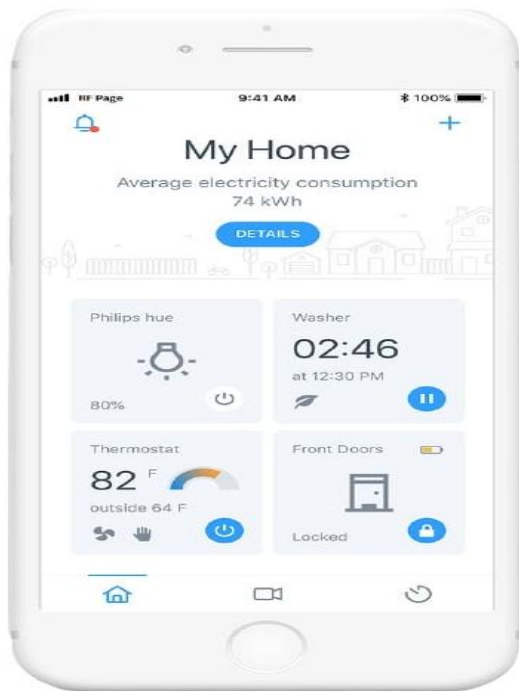 RF Page
9:41 AM
100%
My Home
Average electricity consumption
74 kWh
DETAILS
Philips hue
80%
Washer
02:46
at 12:30 PM
Thermostat
82 F
outside 64 F
Front Doors
Locked